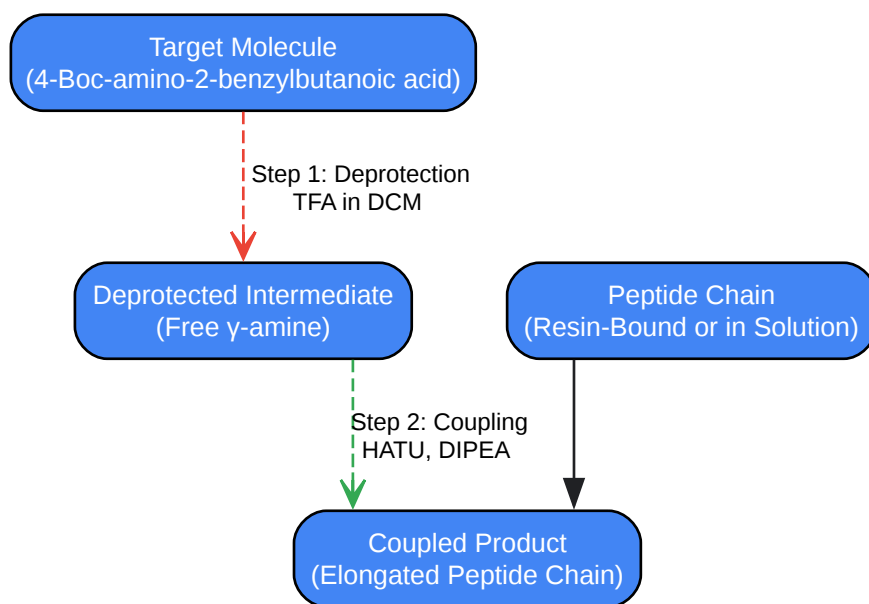 Target Molecule
(4-Boc-amino-2-benzylbutanoic acid)
Step 1: Deprotection
TFA in DCM
Deprotected Intermediate
(Free γ-amine)
Peptide Chain
(Resin-Bound or in Solution)
Step 2: Coupling
HATU, DIPEA
Coupled Product
(Elongated Peptide Chain)